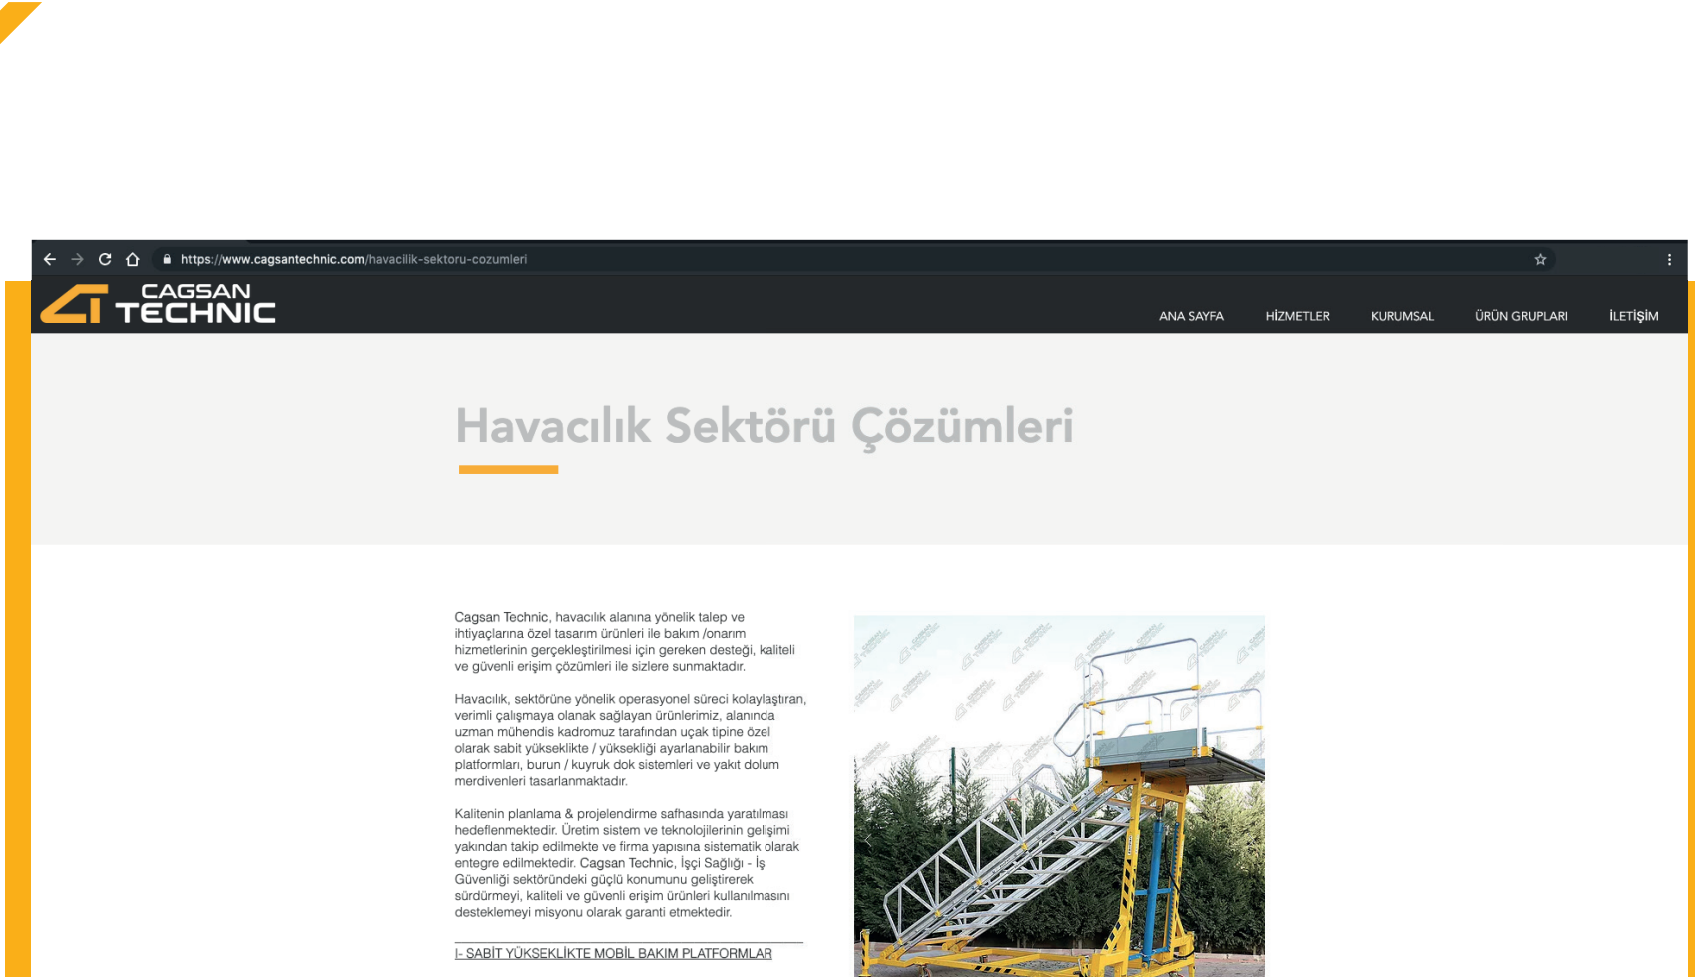 https://www.cagsantechnic.com/havacilik-sektoru-cozumleri
CAGSAN
TECHNIC
ANA SAYFA HİZMETLER KURUMSAL ÜRÜN GRUPLARI İLETİŞİM
Havacılık Sektörü Çözümleri
Cagsan Technic, havacılık alanına yönelik talep ve
ihtiyaçlarına özel tasarım ürünleri ile bakım /onarım
hizmetlerinin gerçekleştirilmesi için gereken desteği, kaliteli
ve güvenli erişim çözümleri ile sizlere sunmaktadır.
Havacılık, sektörüne yönelik operasyonel süreci kolaylaştıran,
verimli çalışmaya olanak sağlayan ürünlerimiz, alanında
uzman mühendis kadromuz tarafından uçak tipine özel
olarak sabit yükseklikte / yüksekliği ayarlanabilir bakım
platformları, burun / kuyruk dok sistemleri ve yakıt dolum
merdivenleri tasarlanmaktadır.
Kalitenin planlama & projelendirme safhasında yaratılması
hedeflenmektedir. Üretim sistem ve teknolojilerinin gelişimi
yakından takip edilmekte ve firma yapısına sistematik olarak
entegre edilmektedir. Cagsan Technic, İşçi Sağlığı - İş
Güvenliği sektöründeki güçlü konumunu geliştirerek
sürdürmeyi, kaliteli ve güvenli erişim ürünleri kullanılmasını
desteklemeyi misyonu olarak garanti etmektedir.
I- SABİT YÜKSEKLİKTE MOBİL BAKIM PLATFORMLAR